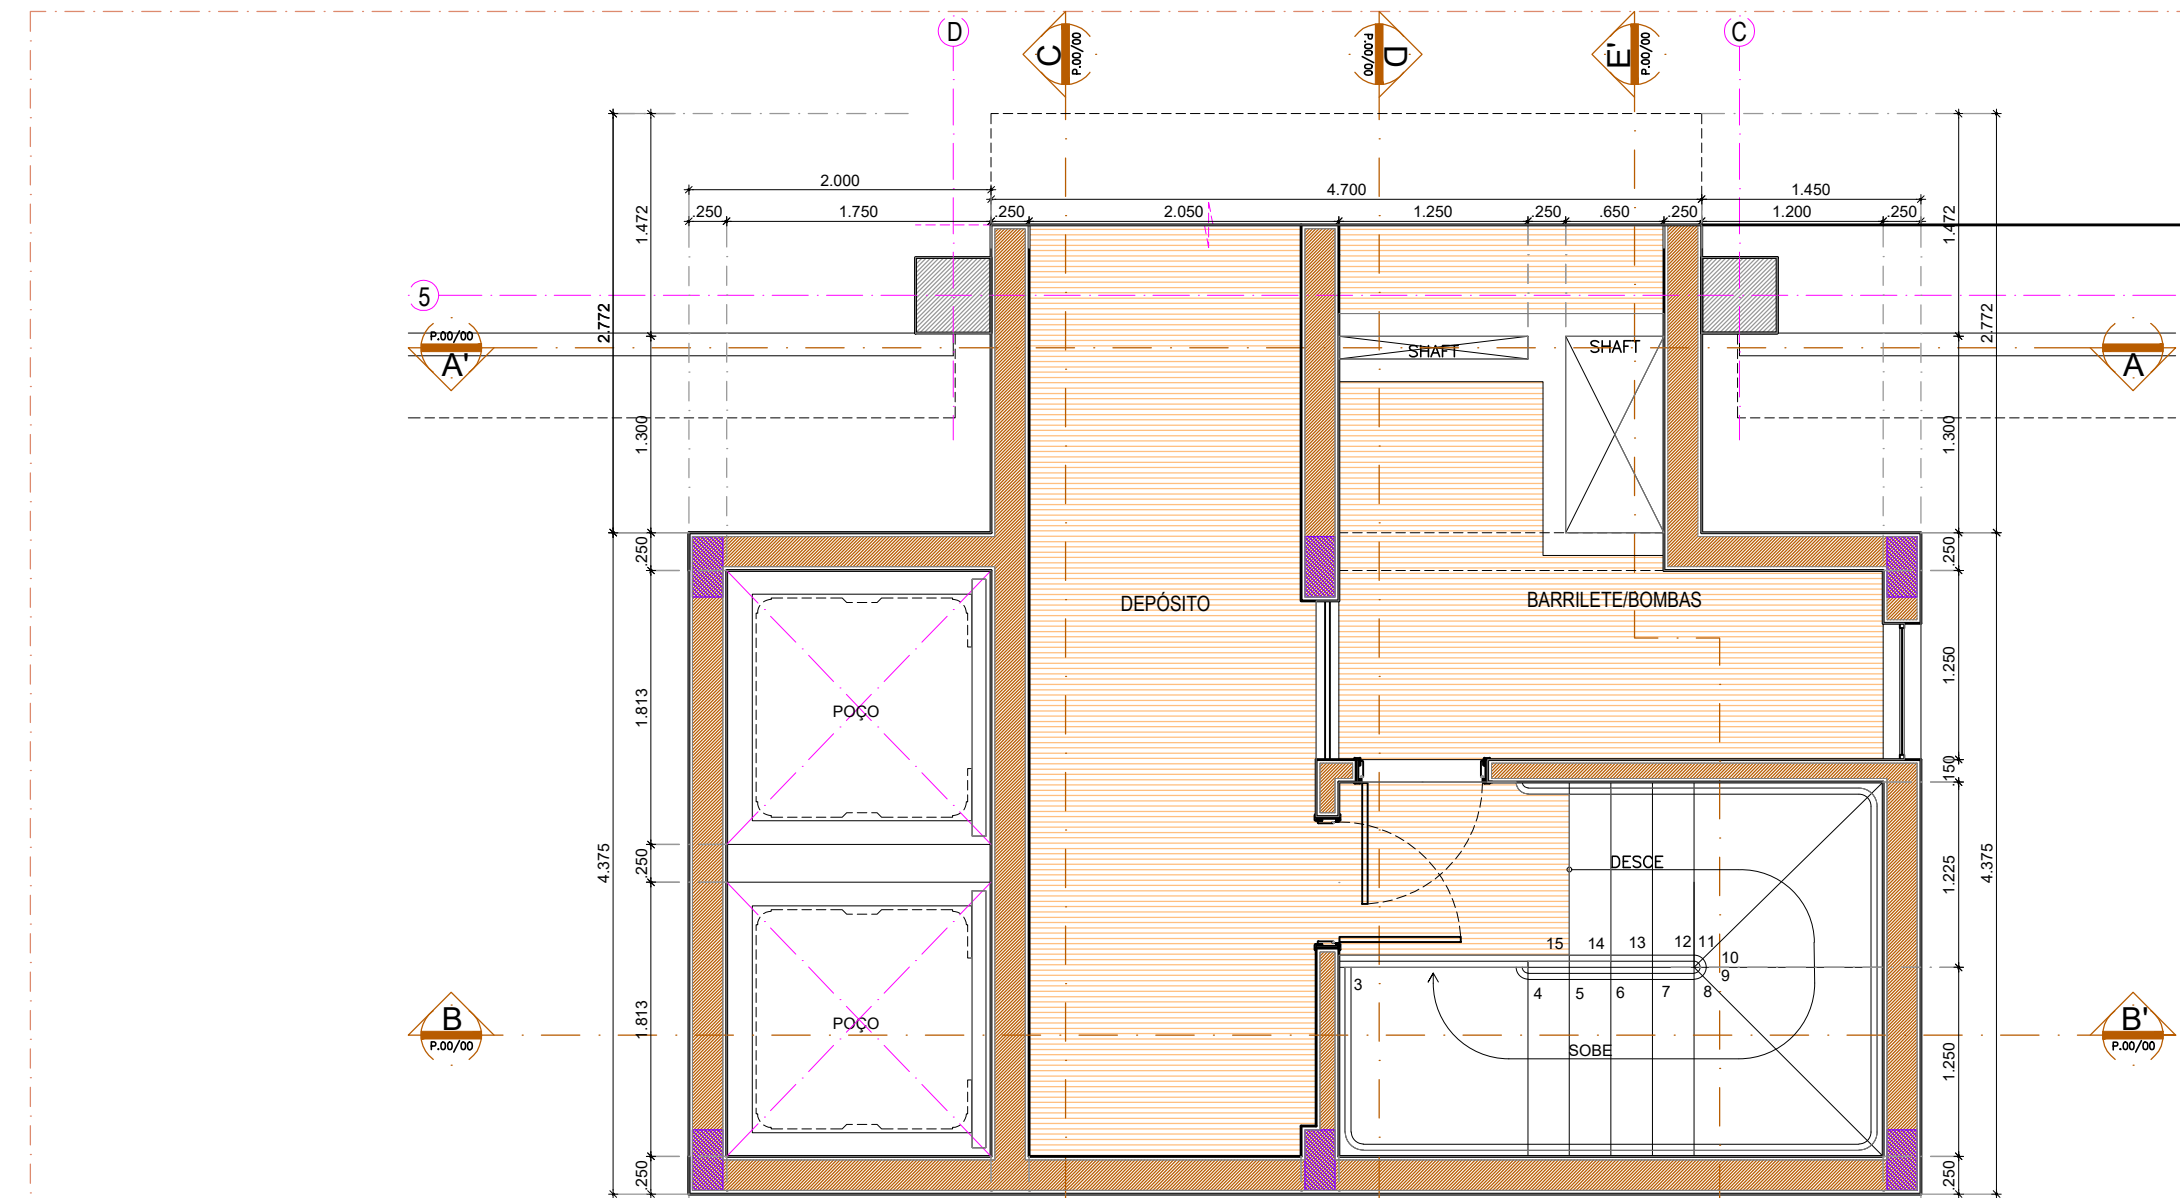 D
C
P.00/00
D
P.00/00
E'
P.00/00
C
2.000
4.700
1.450
.250
1.750
.250
2.050
1.250
.250
.650
.250
1.200
.250
1.472
1.472
5
2.772
2.772
P.00/00
A'
A
SHAFT
SHAFT
1.300
1.300
.250
.250
DEPÓSITO
BARRILETE/BOMBAS
1.250
1.813
POÇO
.150
4.375
.250
DESCE
1.225
4.375
15
14
13
12
11
10
9
3
4
5
6
7
8
1.813
B
P.00/00
POÇO
SOBE
1.250
B'
P.00/00
.250
.250